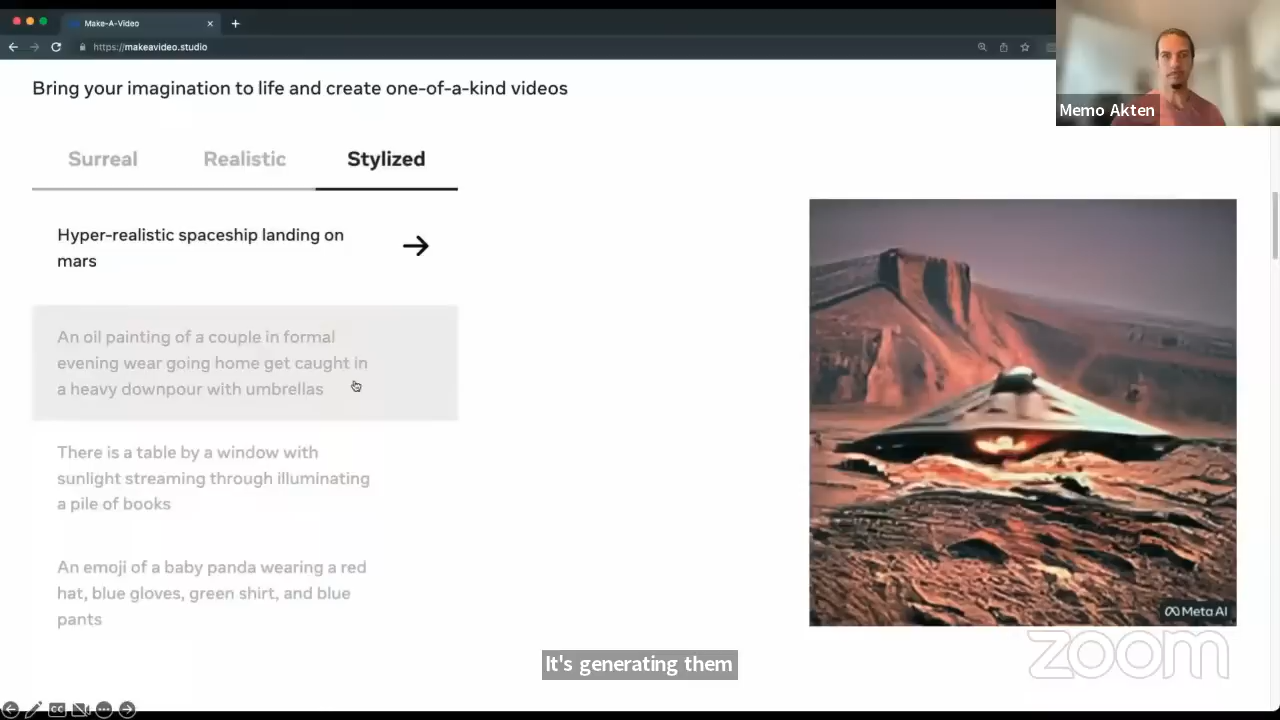 Make-A-Video
https://makeavideo.studio
Memo Akten
Bring your imagination to life and create one-of-a-kind videos
Surreal
Realistic
Stylized
Hyper-realistic spaceship landing on
mars
An oil painting of a couple in formal
evening wear going home get caught in
a heavy downpour with umbrellas
There is a table by a window with
sunlight streaming through illuminating
a pile of books
An emoji of a baby panda wearing a red
hat, blue gloves, green shirt, and blue
pants
Meta AI
It's generating them
zoom
CC